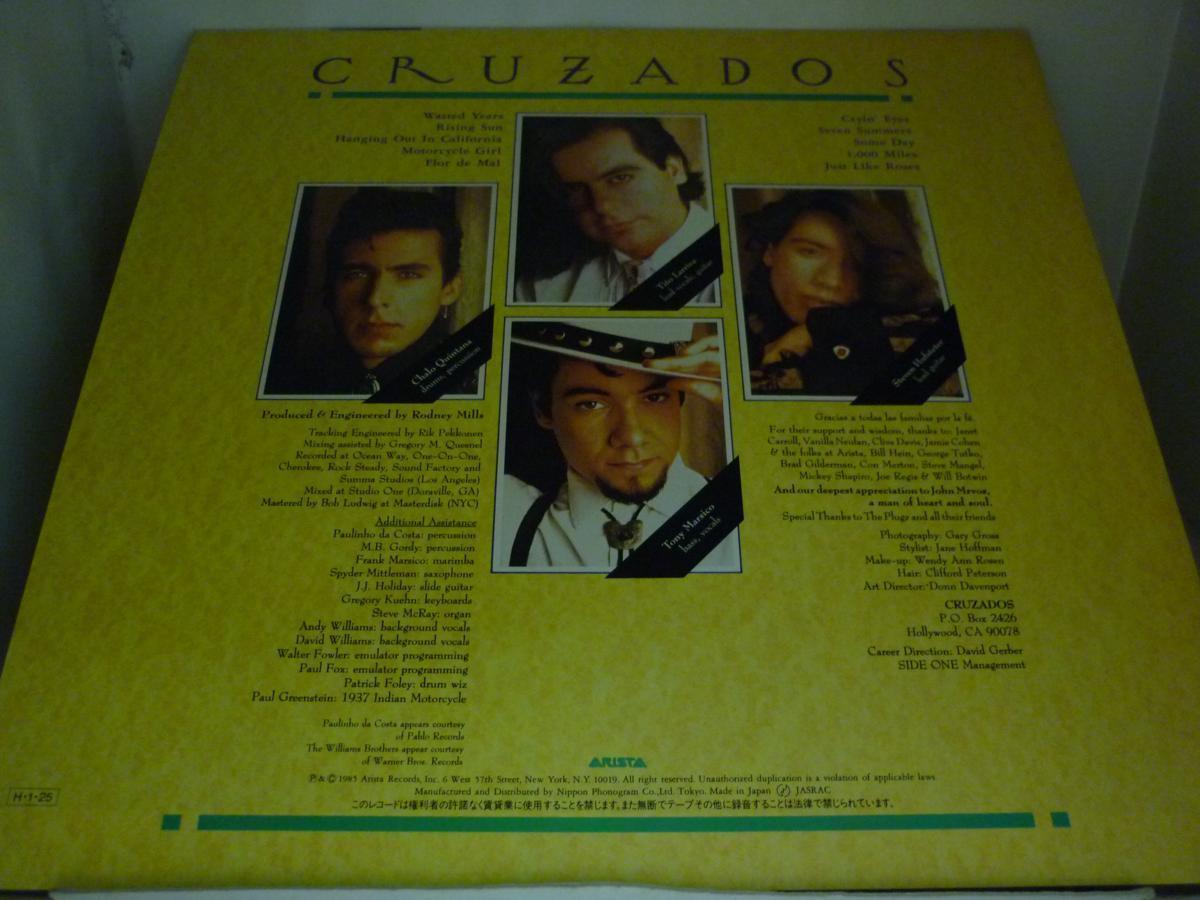 CRUZADOS
Wasted Years
Rising Sun
Hanging Out In California
Motorcycle Girl
Flor de Mal
Cryin' Eyes
Seven Summers
Some Day
1,000 Miles
Just Like Roses
Tito Larriva
lead vocals, guitar
Chalo Quintana
drums, percussion
Steven Hufsteter
lead guitar
Tony Marsico
bass, vocals
Produced & Engineered by Rodney Mills
Tracking Engineered by Rik Pekkonen
Mixing assisted by Gregory M. Quesnel
Recorded at Ocean Way, One-On-One,
Cherokee, Rock Steady, Sound Factory and
Summa Studios (Los Angeles)
Mixed at Studio One (Doraville, GA)
Mastered by Bob Ludwig at Masterdisk (NYC)
Additional Assistance
Paulinho da Costa: percussion
M.B. Gordy: percussion
Frank Marsico: marimba
Spyder Mittleman: saxophone
J.J. Holiday: slide guitar
Gregory Kuehn: keyboards
Steve McRay: organ
Andy Williams: background vocals
David Williams: background vocals
Walter Fowler: emulator programming
Paul Fox: emulator programming
Patrick Foley: drum wiz
Paul Greenstein: 1937 Indian Motorcycle
Paulinho da Costa appears courtesy
of Pablo Records
The Williams Brothers appear courtesy
of Warner Bros. Records
Gracias a todas las familias por la fé.
For their support and wisdom, thanks to: Janet
Carroll, Vanilla Neulan, Clive Davis, Jamie Cohen
& the folks at Arista, Bill Hein, George Tutko,
Brad Gilderman, Con Merton, Steve Mangel,
Mickey Shapiro, Joe Regis & Will Botwin
And our deepest appreciation to John Mrvos,
a man of heart and soul.
Special Thanks to The Plugz and all their friends
Photography: Gary Gross
Stylist: Jane Hoffman
Make-up: Wendy Ann Rosen
Hair: Clifford Peterson
Art Director: Donn Davenport
CRUZADOS
P.O. Box 2426
Hollywood, CA 90078
Career Direction: David Gerber
SIDE ONE Management
ARISTA
℗&©1985 Arista Records, Inc. 6 West 57th Street, New York, N.Y. 10019. All right reserved. Unauthorized duplication is a violation of applicable laws.
Manufactured and Distributed by Nippon Phonogram Co.,Ltd. Tokyo. Made in Japan JASRAC
このレコードは権利者の許諾なく賃貸業に使用することを禁じます。また無断でテープその他に録音することは法律で禁じられています。
H・1・25